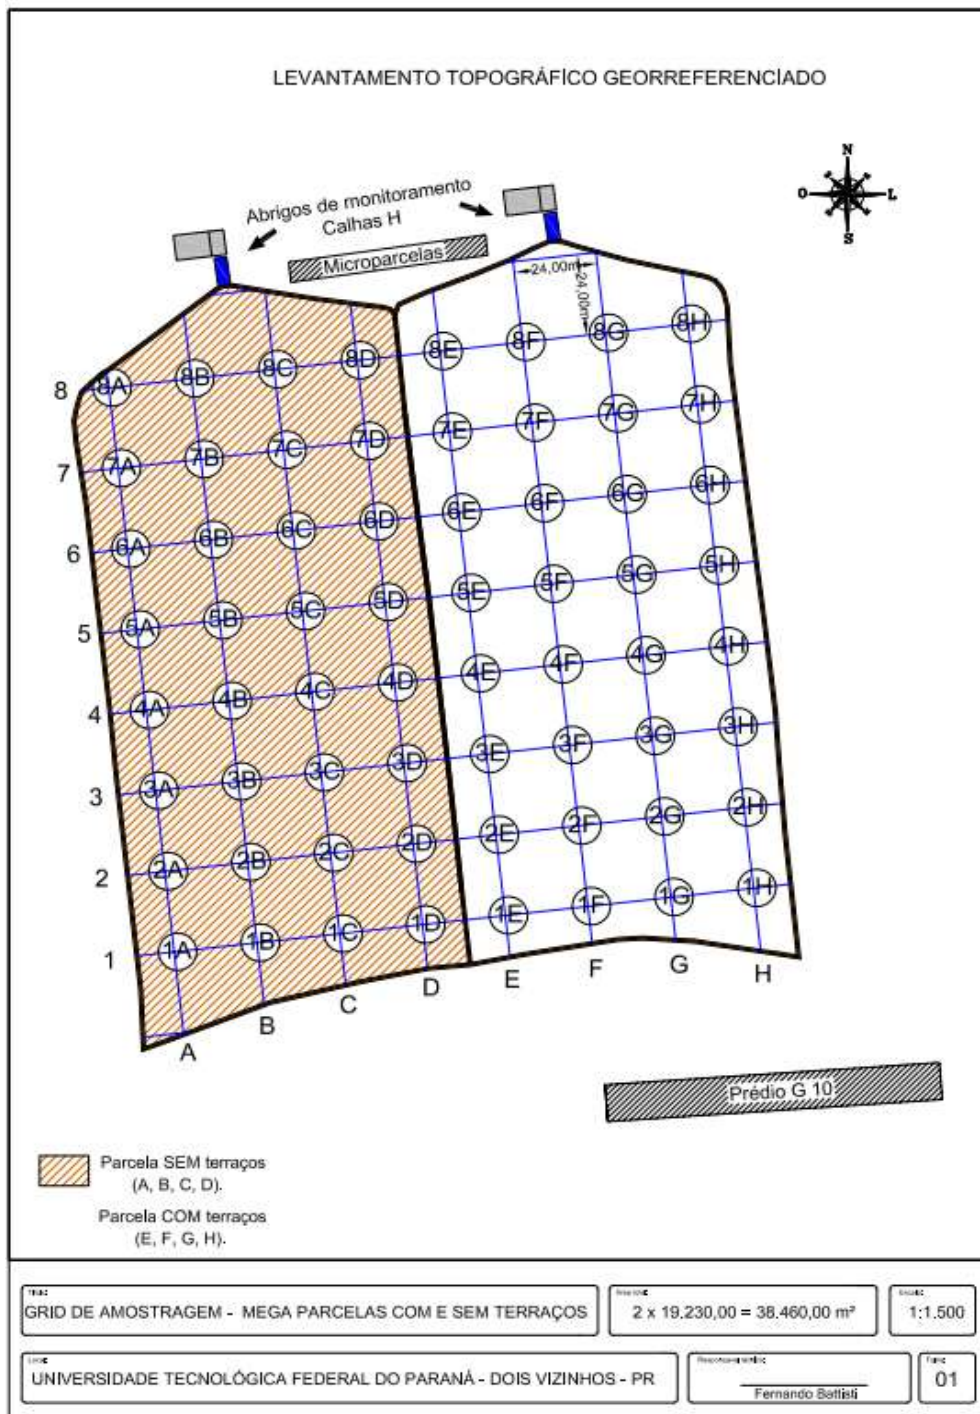 LEVANTAMENTO TOPOGRÁFICO GEORREFERENCIADO
N
O L
S
Abrigos de monitoramento
Calhas H
Microparcelas
24,00m
24,00m
8 8A 8B 8C 8D 8E 8F 8G 8H
7 7A 7B 7C 7D 7E 7F 7G 7H
6 6A 6B 6C 6D 6E 6F 6G 6H
5 5A 5B 5C 5D 5E 5F 5G 5H
4 4A 4B 4C 4D 4E 4F 4G 4H
3 3A 3B 3C 3D 3E 3F 3G 3H
2 2A 2B 2C 2D 2E 2F 2G 2H
1 1A 1B 1C 1D 1E 1F 1G 1H
A B C D E F G H
Prédio G 10
Parcela SEM terraços
(A, B, C, D).
Parcela COM terraços
(E, F, G, H).
GRID DE AMOSTRAGEM - MEGA PARCELAS COM E SEM TERRAÇOS
2 x 19.230,00 = 38.460,00 m²
1:1.500
UNIVERSIDADE TECNOLÓGICA FEDERAL DO PARANÁ - DOIS VIZINHOS - PR
Fernando Battisti
01